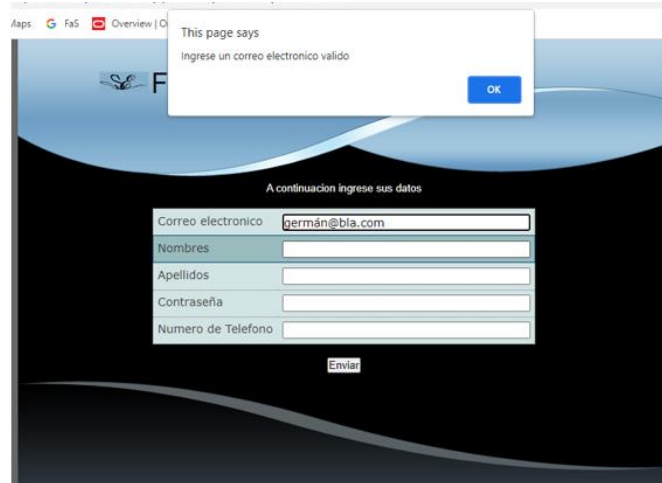 Maps FaS Overview | O
This page says
Ingrese un correo electronico valido
OK
F
A continuacion ingrese sus datos
Correo electronico germán@bla.com
Nombres
Apellidos
Contraseña
Numero de Telefono
Enviar